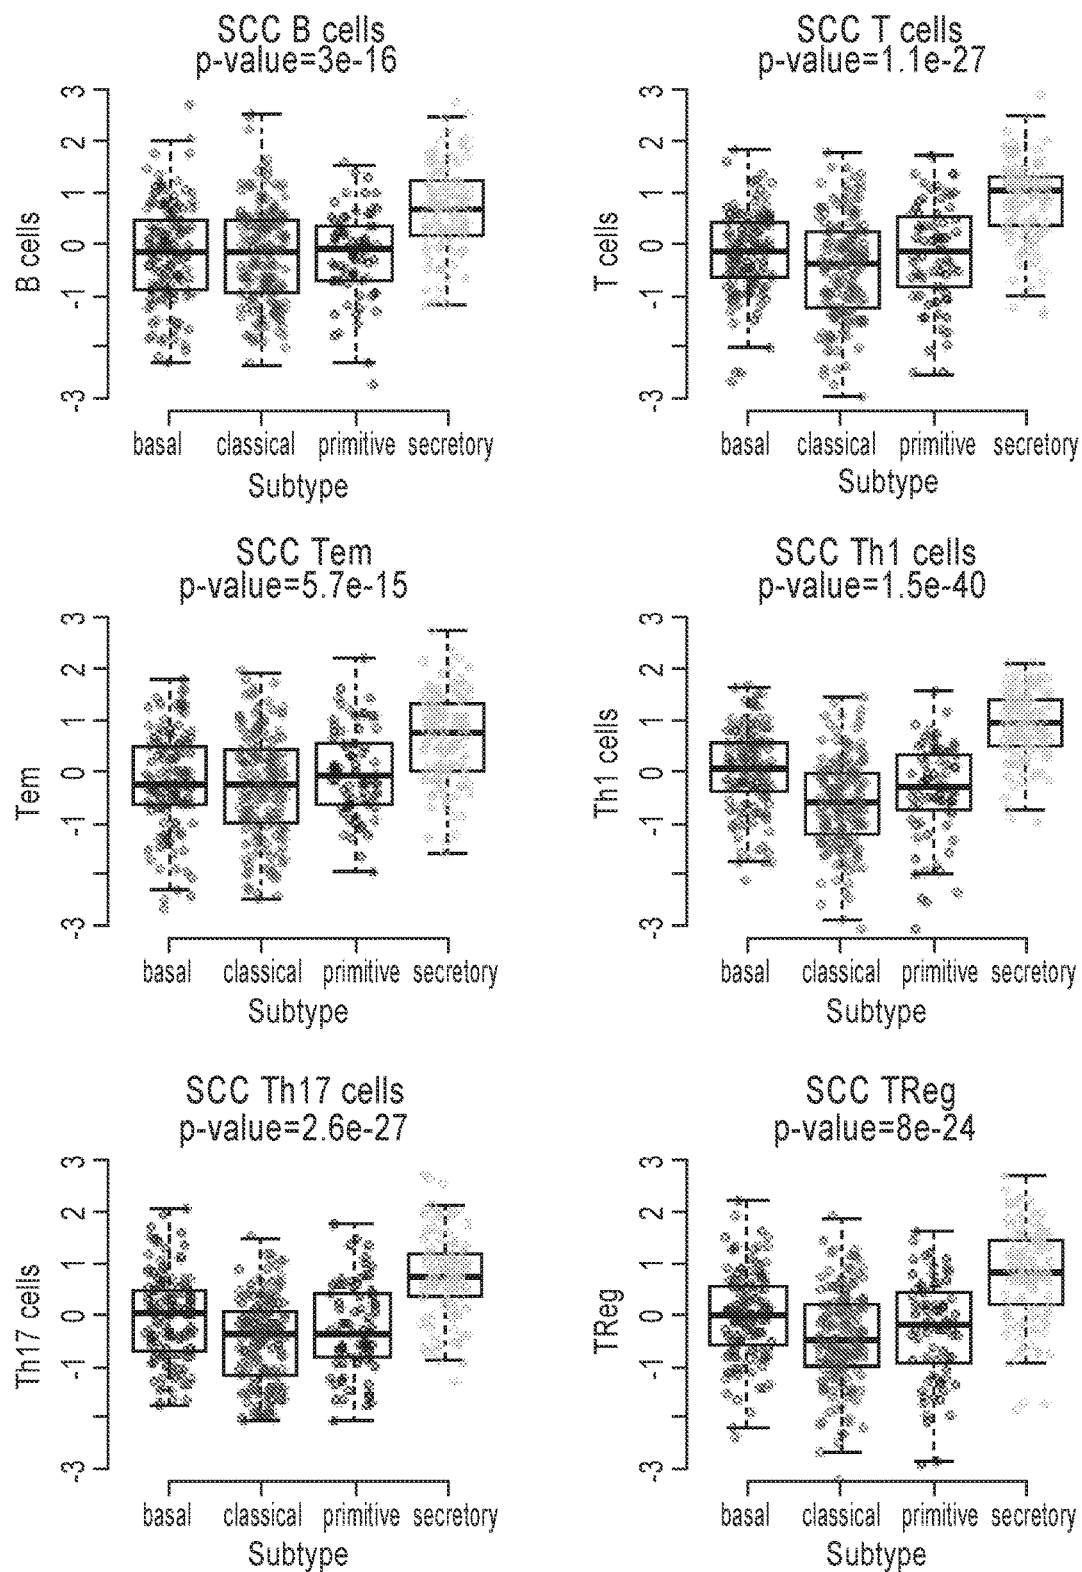 SCC B cells
p-value=3e-16
3
2
1
0
-1
-3
B cells
basal classical primitive secretory
Subtype
SCC T cells
p-value=1.1e-27
3
2
1
0
-1
-3
T cells
basal classical primitive secretory
Subtype
SCC Tem
p-value=5.7e-15
3
2
1
0
-1
-3
Tem
basal classical primitive secretory
Subtype
SCC Th1 cells
p-value=1.5e-40
3
2
1
0
-1
-3
Th1 cells
basal classical primitive secretory
Subtype
SCC Th17 cells
p-value=2.6e-27
3
2
1
0
-1
-3
Th17 cells
basal classical primitive secretory
Subtype
SCC TReg
p-value=8e-24
3
2
1
0
-1
-3
TReg
basal classical primitive secretory
Subtype